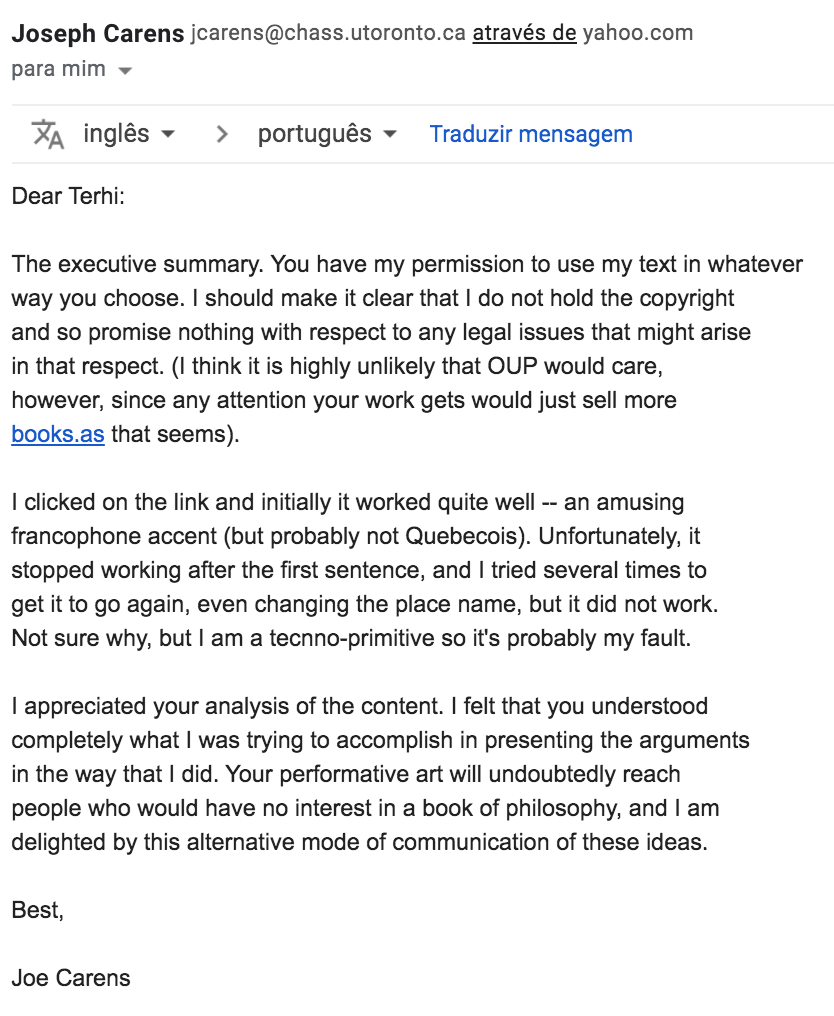 Joseph Carens jcarens@chass.utoronto.ca através de yahoo.com
para mim
inglês > português Traduzir mensagem
Dear Terhi:
The executive summary. You have my permission to use my text in whatever
way you choose. I should make it clear that I do not hold the copyright
and so promise nothing with respect to any legal issues that might arise
in that respect. (I think it is highly unlikely that OUP would care,
however, since any attention your work gets would just sell more
books.as that seems).
I clicked on the link and initially it worked quite well -- an amusing
francophone accent (but probably not Quebecois). Unfortunately, it
stopped working after the first sentence, and I tried several times to
get it to go again, even changing the place name, but it did not work.
Not sure why, but I am a tecnno-primitive so it's probably my fault.
I appreciated your analysis of the content. I felt that you understood
completely what I was trying to accomplish in presenting the arguments
in the way that I did. Your performative art will undoubtedly reach
people who would have no interest in a book of philosophy, and I am
delighted by this alternative mode of communication of these ideas.
Best,
Joe Carens